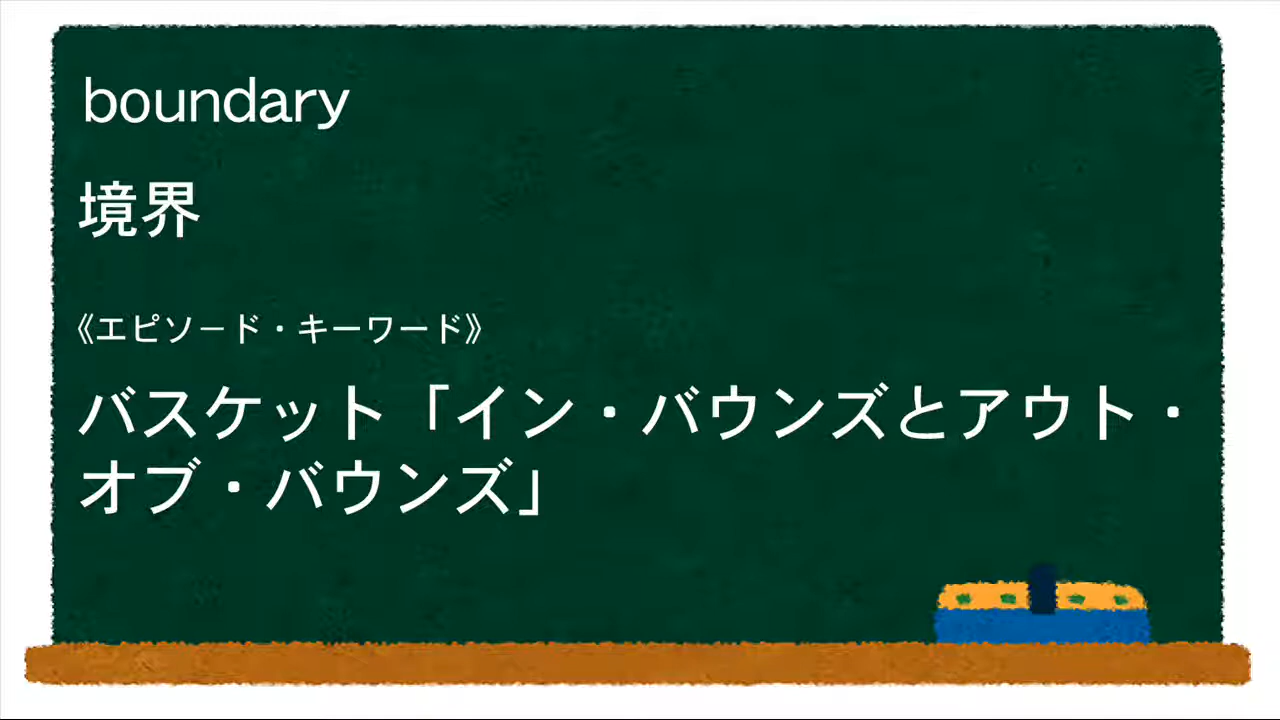 boundary
境界
《エピソード・キーワード》
バスケット「イン・バウンズとアウト・
オブ・バウンズ」